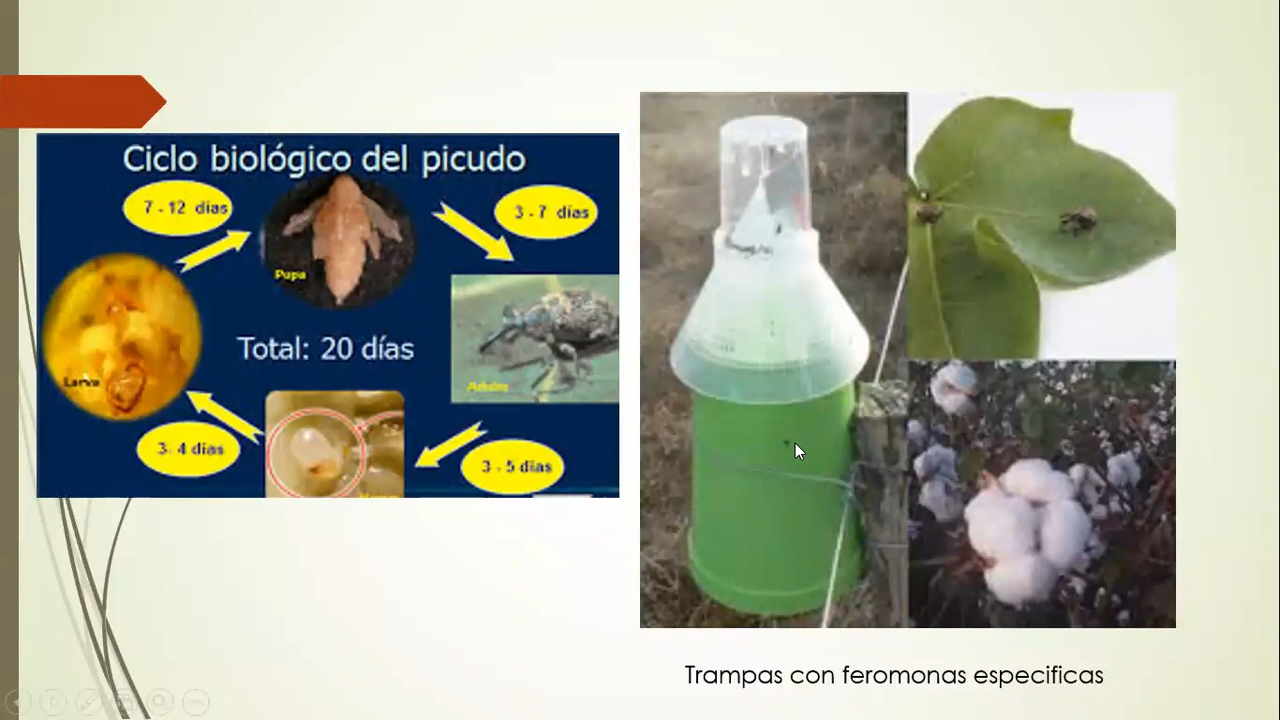 Ciclo biológico del picudo
7 - 12 días
3 - 7 días
Pupa
Larva
Total: 20 días
Adulto
3- 4 días
3 - 5 días
Trampas con feromonas especificas